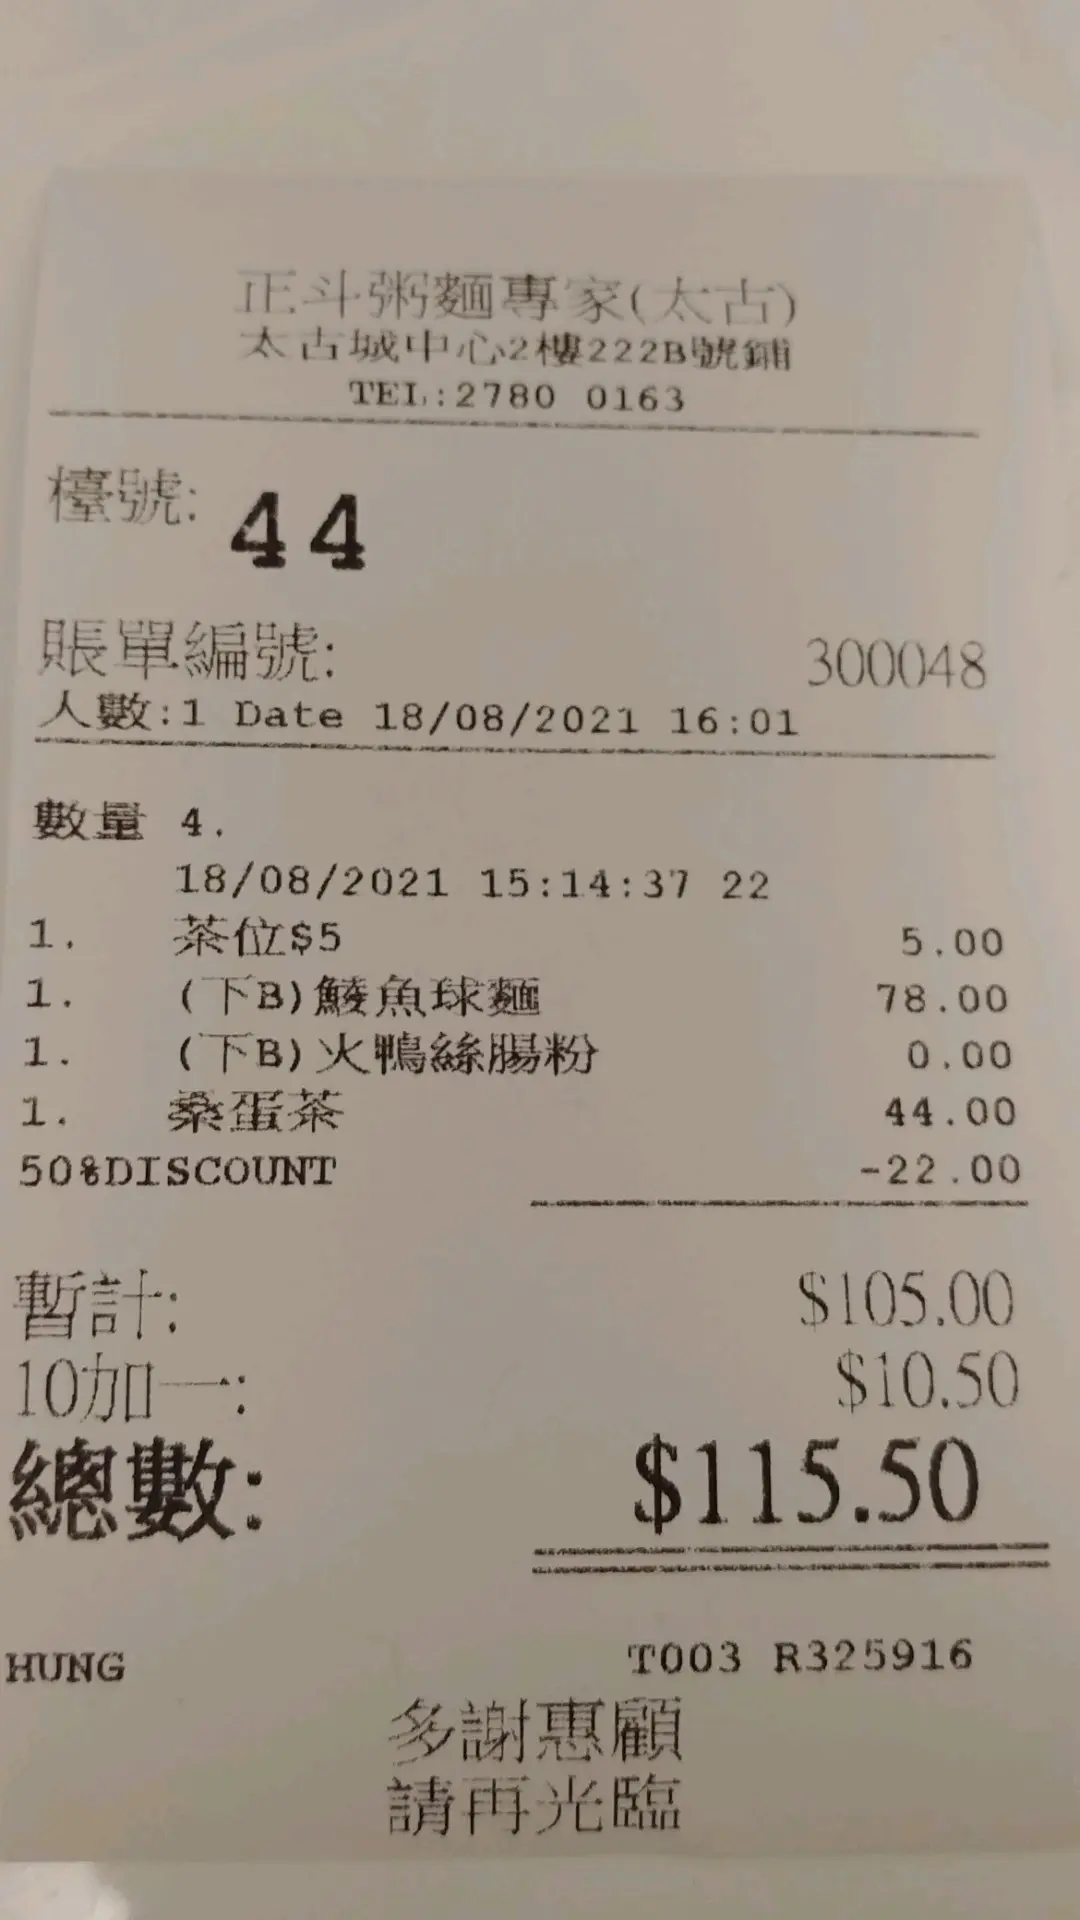 正斗粥麵專家(太古)
太古城中心2樓222B號鋪
TEL:2780 0163
檯號: 44
賬單編號: 300048
人數:1 Date 18/08/2021 16:01
數量 4.
18/08/2021 15:14:37 22
1. 茶位$5 5.00
1. (下B)鯪魚球麵 78.00
1. (下B)火鴨絲腸粉 0.00
1. 桑蛋茶 44.00
50%DISCOUNT -22.00
暫計: $105.00
10加一: $10.50
總數: $115.50
HUNG T003 R325916
多謝惠顧
請再光臨